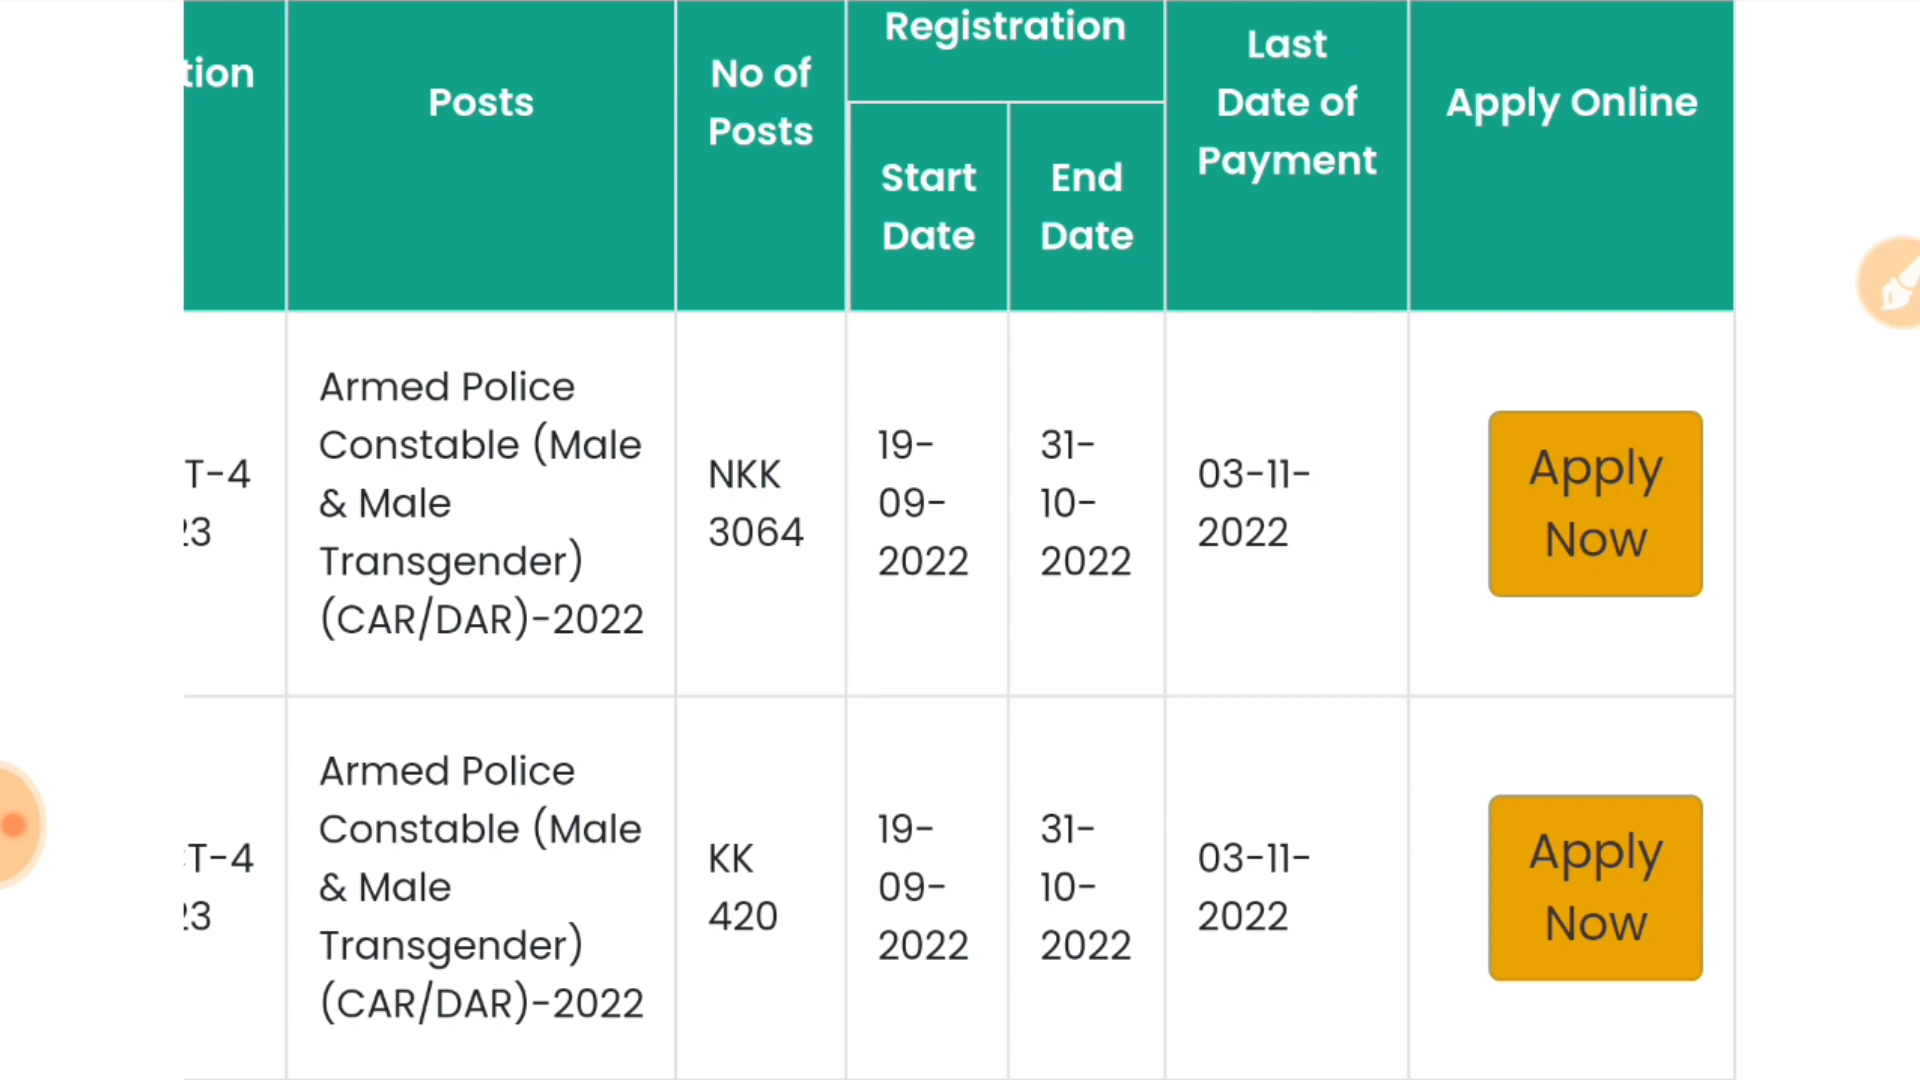 tion
Posts
No of
Posts
Registration
Start
Date
End
Date
Last
Date of
Payment
Apply Online
T-4
23
Armed Police
Constable (Male
& Male
Transgender)
(CAR/DAR)-2022
NKK
3064
19-
09-
2022
31-
10-
2022
03-11-
2022
Apply
Now
T-4
23
Armed Police
Constable (Male
& Male
Transgender)
(CAR/DAR)-2022
KK
420
19-
09-
2022
31-
10-
2022
03-11-
2022
Apply
Now